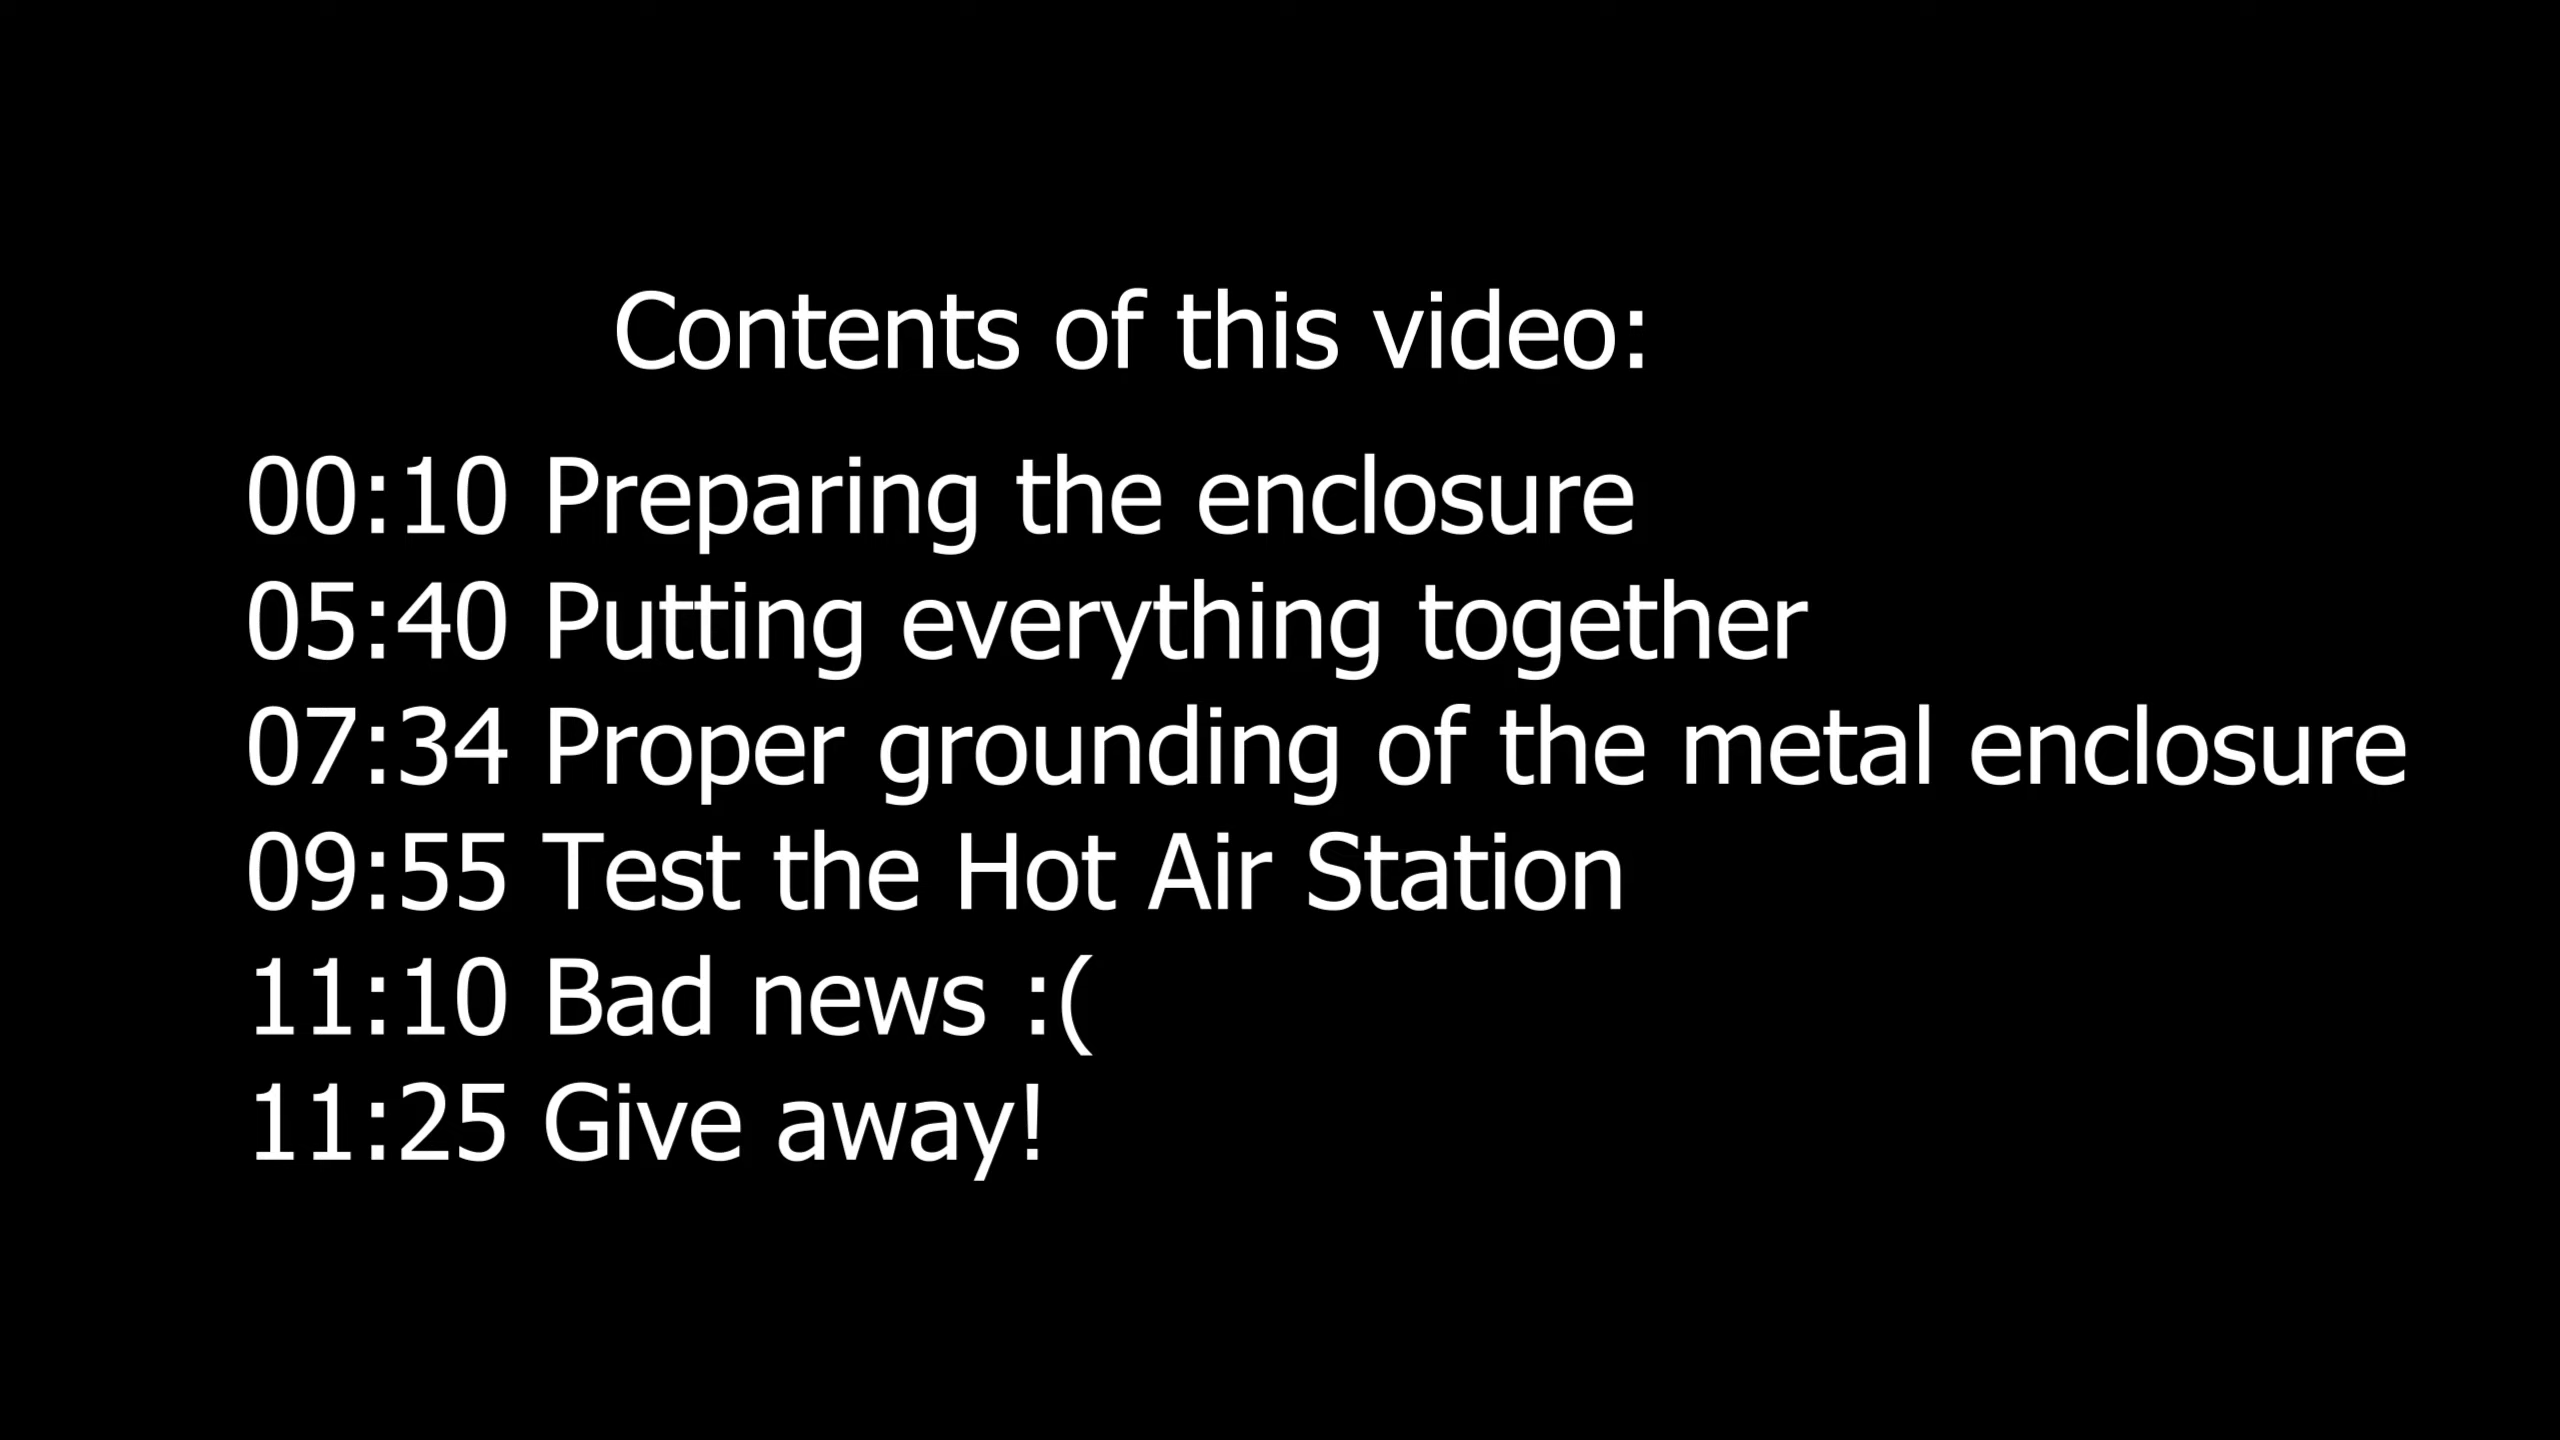 Contents of this video:
00:10 Preparing the enclosure
05:40 Putting everything together
07:34 Proper grounding of the metal enclosure
09:55 Test the Hot Air Station
11:10 Bad news :(
11:25 Give away!